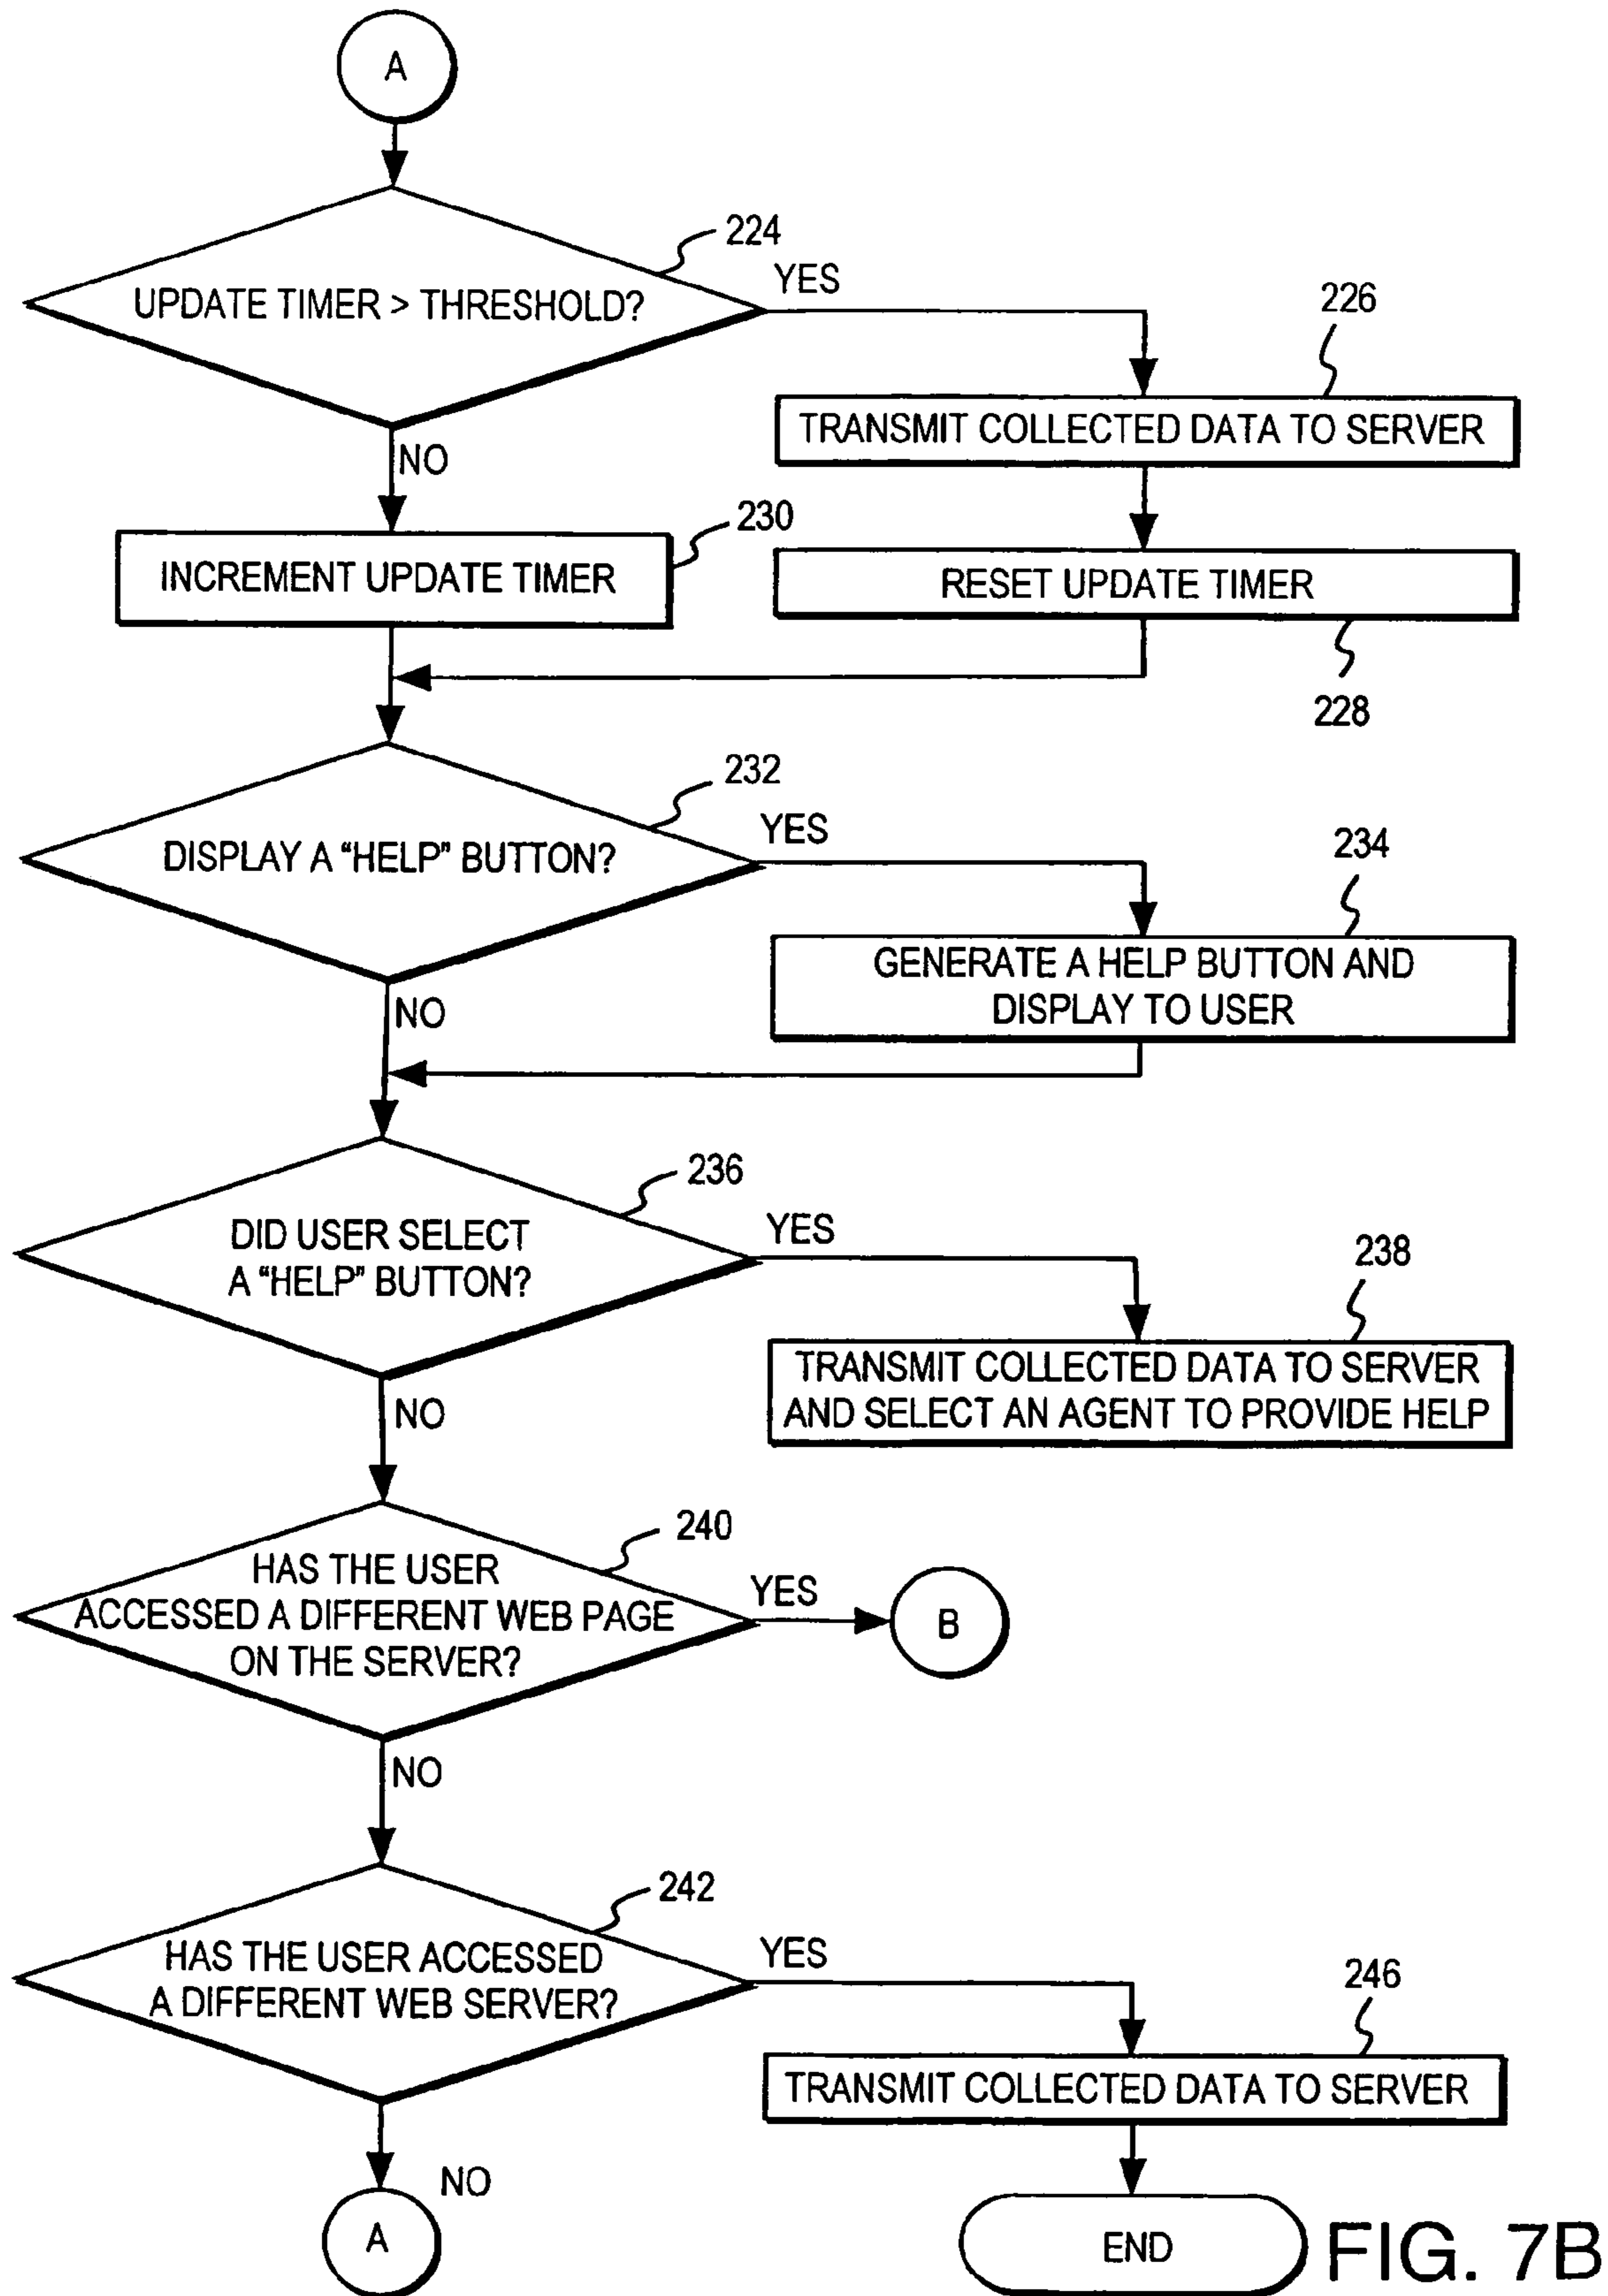 A
224
UPDATE TIMER > THRESHOLD?
YES
NO
226
TRANSMIT COLLECTED DATA TO SERVER
230
INCREMENT UPDATE TIMER
RESET UPDATE TIMER
228
232
DISPLAY A "HELP" BUTTON?
YES
NO
234
GENERATE A HELP BUTTON AND
DISPLAY TO USER
236
DID USER SELECT
A "HELP" BUTTON?
YES
NO
238
TRANSMIT COLLECTED DATA TO SERVER
AND SELECT AN AGENT TO PROVIDE HELP
240
HAS THE USER
ACCESSED A DIFFERENT WEB PAGE
ON THE SERVER?
YES
B
NO
242
HAS THE USER ACCESSED
A DIFFERENT WEB SERVER?
YES
246
TRANSMIT COLLECTED DATA TO SERVER
NO
A
END
FIG. 7B